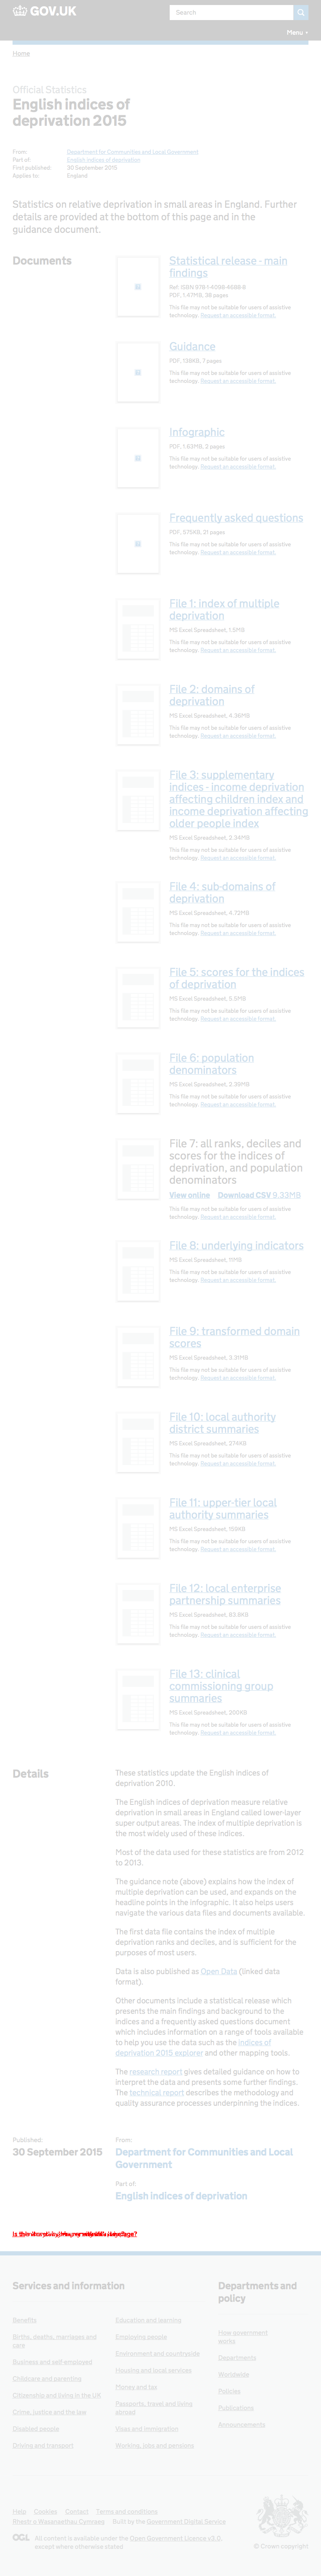 GOV.UK
Search
Menu
Home
Official Statistics
English indices of
deprivation 2015
From: Department for Communities and Local Government
Part of: English indices of deprivation
First published: 30 September 2015
Applies to: England
Statistics on relative deprivation in small areas in England. Further
details are provided at the bottom of this page and in the
guidance document.
Documents
Statistical release - main
findings
Ref: ISBN 978-1-4098-4688-8
PDF, 1.47MB, 38 pages
This file may not be suitable for users of assistive
technology. Request an accessible format.
Guidance
PDF, 138KB, 7 pages
This file may not be suitable for users of assistive
technology. Request an accessible format.
Infographic
PDF, 1.63MB, 2 pages
This file may not be suitable for users of assistive
technology. Request an accessible format.
Frequently asked questions
PDF, 575KB, 21 pages
This file may not be suitable for users of assistive
technology. Request an accessible format.
File 1: index of multiple
deprivation
MS Excel Spreadsheet, 1.5MB
This file may not be suitable for users of assistive
technology. Request an accessible format.
File 2: domains of
deprivation
MS Excel Spreadsheet, 4.36MB
This file may not be suitable for users of assistive
technology. Request an accessible format.
File 3: supplementary
indices - income deprivation
affecting children index and
income deprivation affecting
older people index
MS Excel Spreadsheet, 2.34MB
This file may not be suitable for users of assistive
technology. Request an accessible format.
File 4: sub-domains of
deprivation
MS Excel Spreadsheet, 4.72MB
This file may not be suitable for users of assistive
technology. Request an accessible format.
File 5: scores for the indices
of deprivation
MS Excel Spreadsheet, 5.5MB
This file may not be suitable for users of assistive
technology. Request an accessible format.
File 6: population
denominators
MS Excel Spreadsheet, 2.39MB
This file may not be suitable for users of assistive
technology. Request an accessible format.
File 7: all ranks, deciles and
scores for the indices of
deprivation, and population
denominators
View online Download CSV 9.33MB
This file may not be suitable for users of assistive
technology. Request an accessible format.
File 8: underlying indicators
MS Excel Spreadsheet, 11MB
This file may not be suitable for users of assistive
technology. Request an accessible format.
File 9: transformed domain
scores
MS Excel Spreadsheet, 3.31MB
This file may not be suitable for users of assistive
technology. Request an accessible format.
File 10: local authority
district summaries
MS Excel Spreadsheet, 274KB
This file may not be suitable for users of assistive
technology. Request an accessible format.
File 11: upper-tier local
authority summaries
MS Excel Spreadsheet, 155KB
This file may not be suitable for users of assistive
technology. Request an accessible format.
File 12: local enterprise
partnership summaries
MS Excel Spreadsheet, 83.8KB
This file may not be suitable for users of assistive
technology. Request an accessible format.
File 13: clinical
commissioning group
summaries
MS Excel Spreadsheet, 200KB
This file may not be suitable for users of assistive
technology. Request an accessible format.
Details
These statistics update the English indices of
deprivation 2010.
The English indices of deprivation measure relative
deprivation in small areas in England called lower-layer
super output areas. The index of multiple deprivation is
the most widely used of these indices.
Most of the data used for these statistics are from 2012
to 2013.
The guidance note (above) explains how the index of
multiple deprivation can be used, and expands on the
headline points in the infographic. It also helps users
navigate the various data files and documents available.
The first data file contains the index of multiple
deprivation ranks and deciles, and is sufficient for the
purposes of most users.
Data is also published as Open Data (linked data
format).
Other documents include a statistical release which
presents the main findings and background to the
indices and a frequently asked questions document
which includes information on a range of tools available
to help you use the data such as the indices of
deprivation 2015 explorer and other mapping tools.
The research report gives detailed guidance on how to
interpret the data and presents some further findings.
The technical report describes the methodology and
quality assurance processes underpinning the indices.
Published:
30 September 2015
From:
Department for Communities and Local
Government
Part of:
English indices of deprivation
Services and information
Benefits
Births, deaths, marriages and
care
Business and self-employed
Childcare and parenting
Citizenship and living in the UK
Crime, justice and the law
Disabled people
Driving and transport
Education and learning
Employing people
Environment and countryside
Housing and local services
Money and tax
Passports, travel and living
abroad
Visas and immigration
Working, jobs and pensions
Departments and
policy
How government
works
Departments
Worldwide
Policies
Publications
Announcements
Help Cookies Contact Terms and conditions
Rhestr o Wasanaethau Cymraeg Built by the Government Digital Service
OGL All content is available under the Open Government Licence v3.0,
except where otherwise stated
© Crown copyright